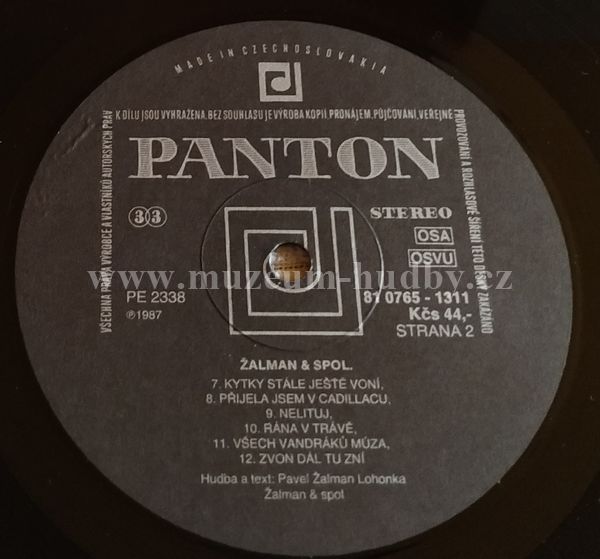 MADE IN CZECHOSLOVAKIA
VŠECHNA PRÁVA VÝROBCE A VLASTNÍKŮ AUTORSKÝCH PRÁV
K DÍLU JSOU VYHRAŽENA. BEZ SOUHLASU JE VÝROBA KOPIÍ, PRONÁJEM, PŮJČOVÁNÍ, VEŘEJNÉ
PROVOZOVÁNÍ A ROZHLASOVÉ ŠÍŘENÍ TÉTO DESKY ZAKÁZÁNO
PANTON
33
STEREO
OSA
OSVU
www.muzeum-hudby.cz
PE 2338
Ⓟ1987
81 0765 - 1311
Kčs 44,-
STRANA 2
ŽALMAN & SPOL.
7. KYTKY STÁLE JEŠTĚ VONÍ,
8. PŘIJELA JSEM V CADILLACU,
9. NELITUJ,
10. RÁNA V TRÁVĚ,
11. VŠECH VANDRÁKŮ MÚZA,
12. ZVON DÁL TU ZNÍ
Hudba a text: Pavel Žalman Lohonka
Žalman & spol